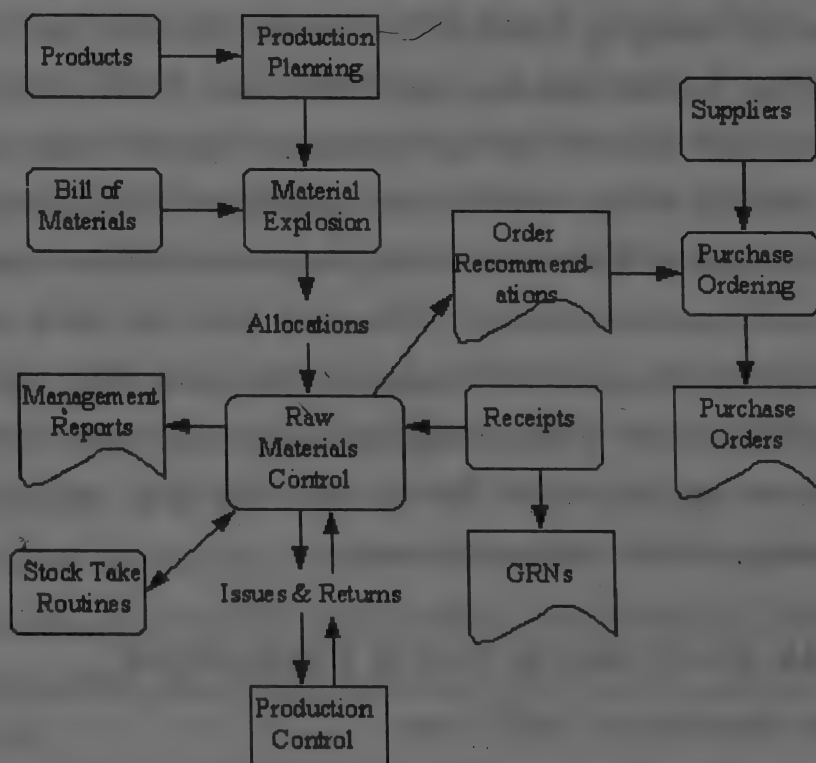 Products
Production
Planning
Suppliers
Bill of
Materials
Material
Explosion
Order
Recommend-
ations
Purchase
Ordering
Allocations
Management
Reports
Raw
Materials
Control
Receipts
Purchase
Orders
Stock Take
Routines
Issues & Returns
GRNs
Production
Control